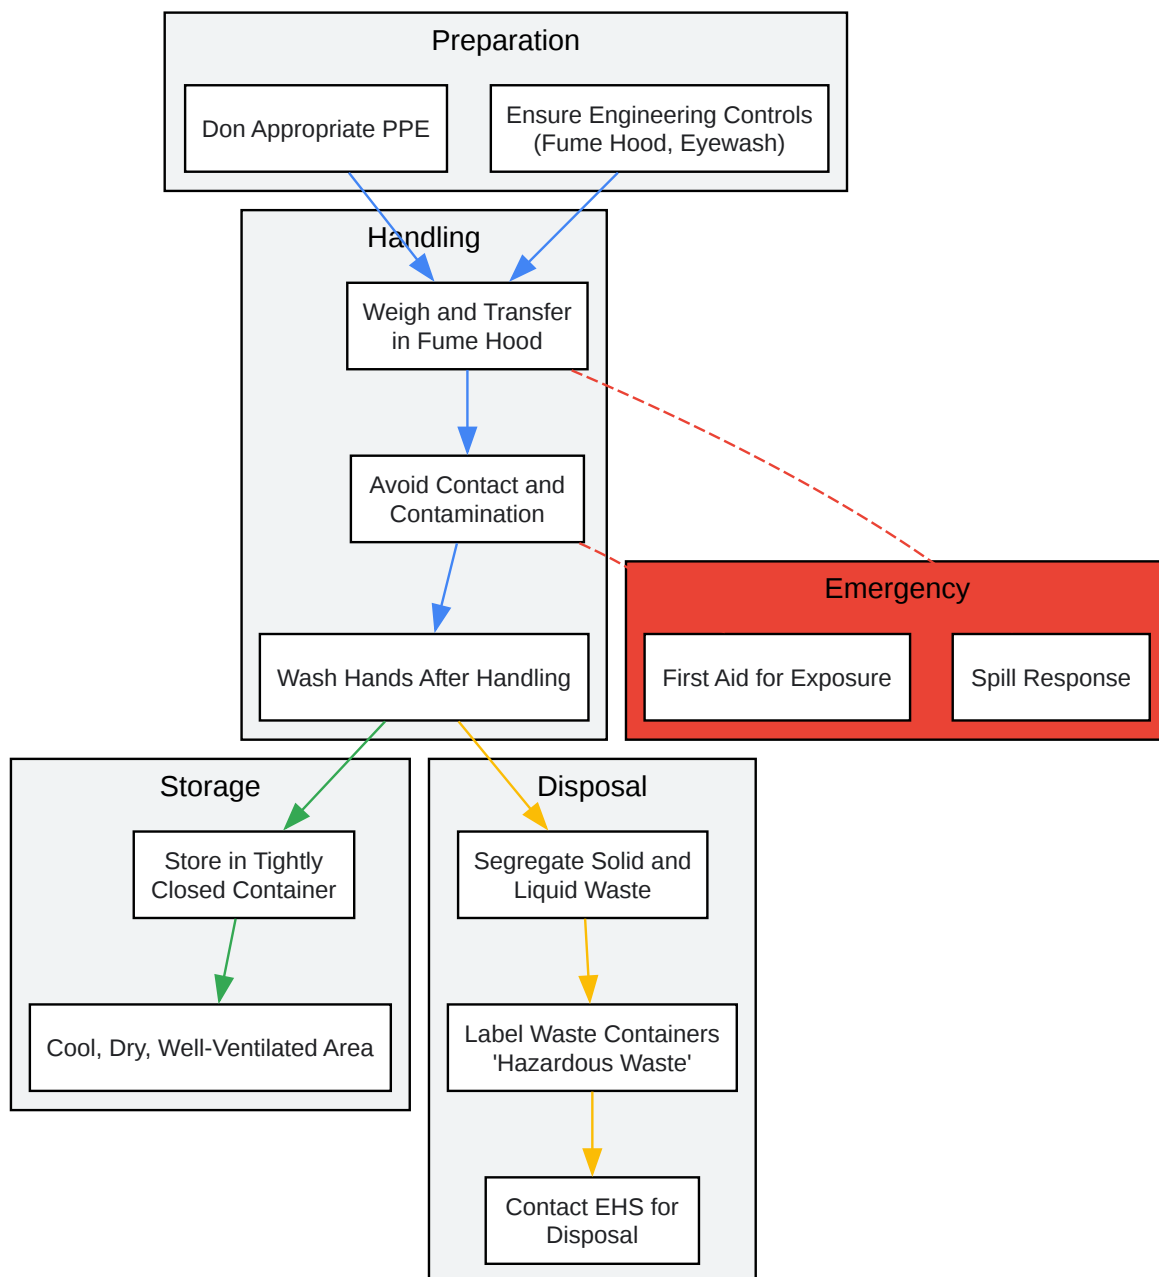 Preparation
Don Appropriate PPE
Ensure Engineering Controls
(Fume Hood, Eyewash)
Handling
Weigh and Transfer
in Fume Hood
Avoid Contact and
Contamination
Wash Hands After Handling
Emergency
First Aid for Exposure
Spill Response
Storage
Store in Tightly
Closed Container
Cool, Dry, Well-Ventilated Area
Disposal
Segregate Solid and
Liquid Waste
Label Waste Containers
'Hazardous Waste'
Contact EHS for
Disposal